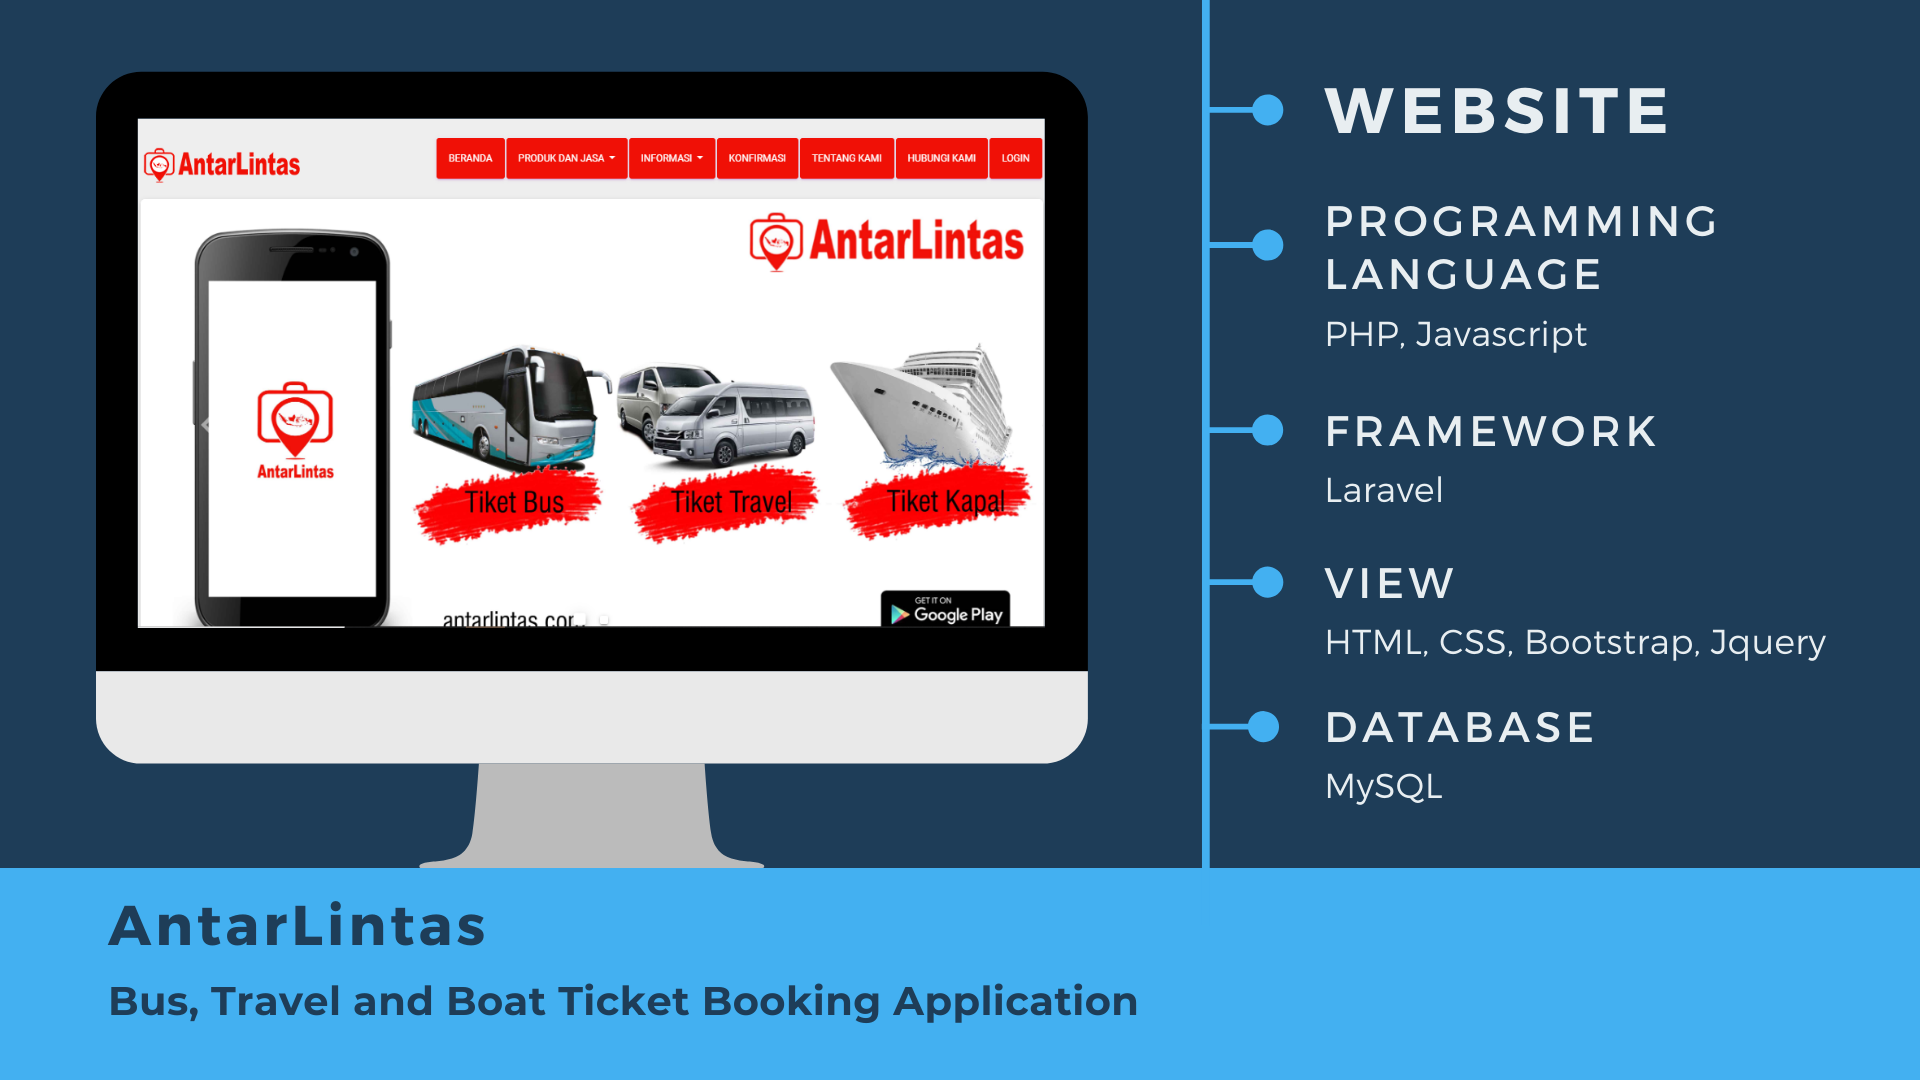 AntarLintas
BERANDA PRODUK DAN JASA INFORMASI KONFIRMASI TENTANG KAMI HUBUNGI KAMI LOGIN
AntarLintas
AntarLintas
Tiket Bus
Tiket Travel
Tiket Kapal
antarlintas.com
GET IT ON
Google Play
WEBSITE
PROGRAMMING
LANGUAGE
PHP, Javascript
FRAMEWORK
Laravel
VIEW
HTML, CSS, Bootstrap, Jquery
DATABASE
MySQL
AntarLintas
Bus, Travel and Boat Ticket Booking Application